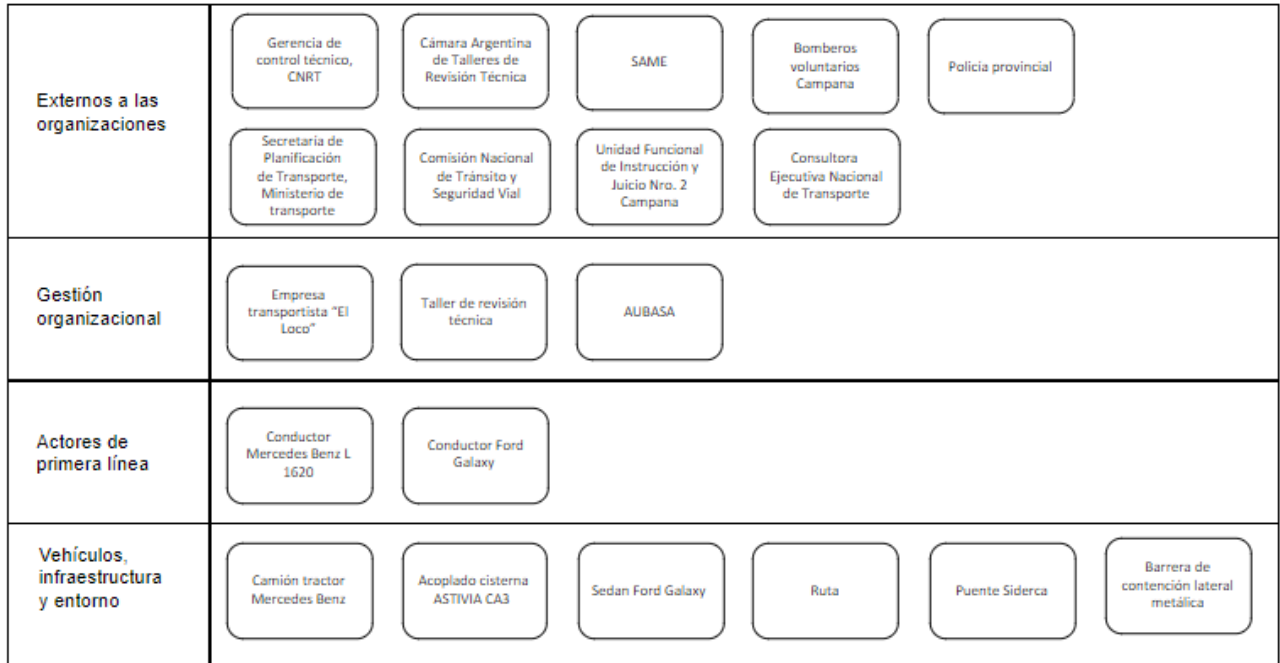 Externos a las
organizaciones
Gerencia de
control técnico,
CNRT
Cámara Argentina
de Talleres de
Revisión Técnica
SAME
Bomberos
voluntarios
Campana
Policia provincial
Secretaría de
Planificación
de Transporte,
Ministerio de
transporte
Comisión Nacional
de Tránsito y
Seguridad Vial
Unidad Funcional
de Instrucción y
Juicio Nro. 2
Campana
Consultora
Ejecutiva Nacional
de Transporte
Gestión
organizacional
Empresa
transportista "El
Loco"
Taller de revisión
técnica
AUBASA
Actores de
primera línea
Conductor
Mercedes Benz L
1620
Conductor Ford
Galaxy
Vehículos,
infraestructura
y entorno
Camión tractor
Mercedes Benz
Acoplado cisterna
ASTIVIA CA3
Sedan Ford Galaxy
Ruta
Puente Siderca
Barrera de
contención lateral
metálica